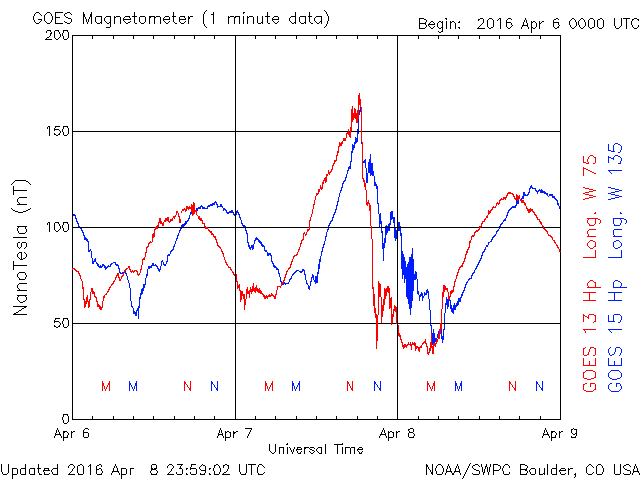 GOES Magnetometer (1 minute data)
Begin: 2016 Apr 6 0000 UTC
200
150
100
50
0
NanoTesla (nT)
M M N N M M N N M M N N
Apr 6 Apr 7 Apr 8 Apr 9
Universal Time
GOES 13 Hp Long. W 75
GOES 15 Hp Long. W 135
Updated 2016 Apr 8 23:59:02 UTC
NOAA/SWPC Boulder, CO USA